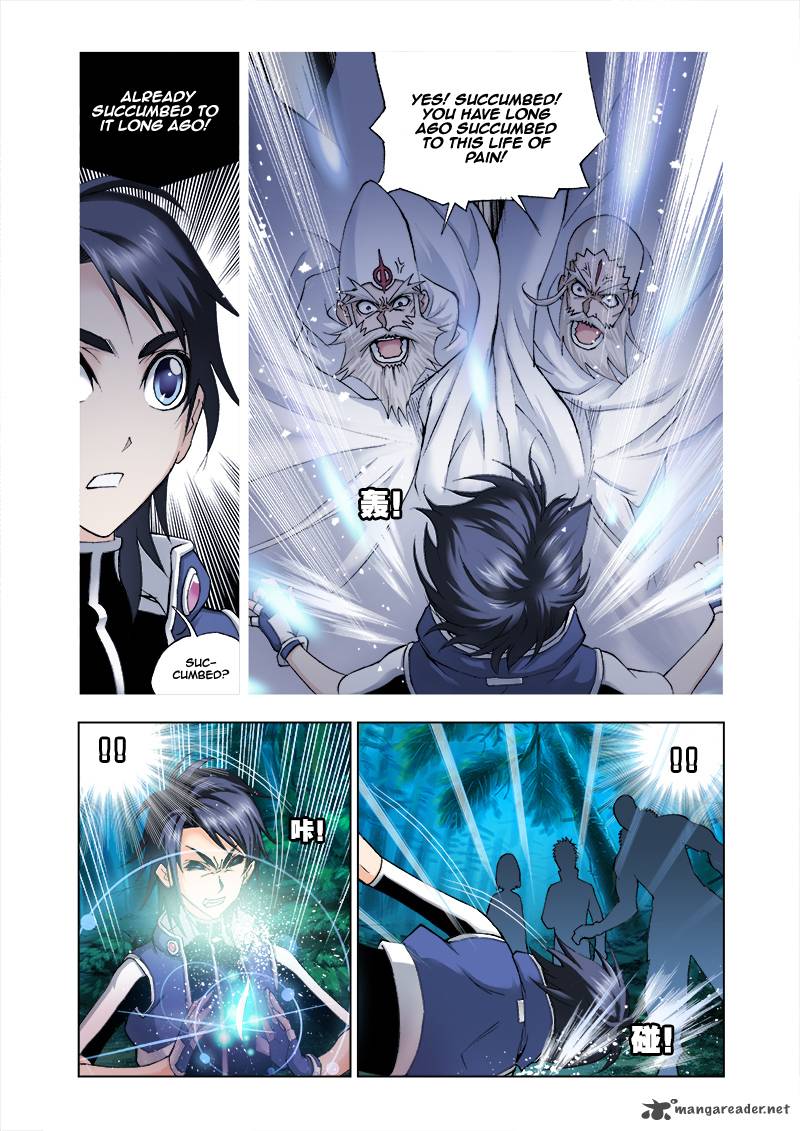 ALREADY
SUCCUMBED TO
IT LONG AGO!
SUC-
CUMBED?
YES! SUCCUMBED!
YOU HAVE LONG
AGO SUCCUMBED
TO THIS LIFE OF
PAIN!
轰!
!!
咔!
!!
碰!
mangareader.net